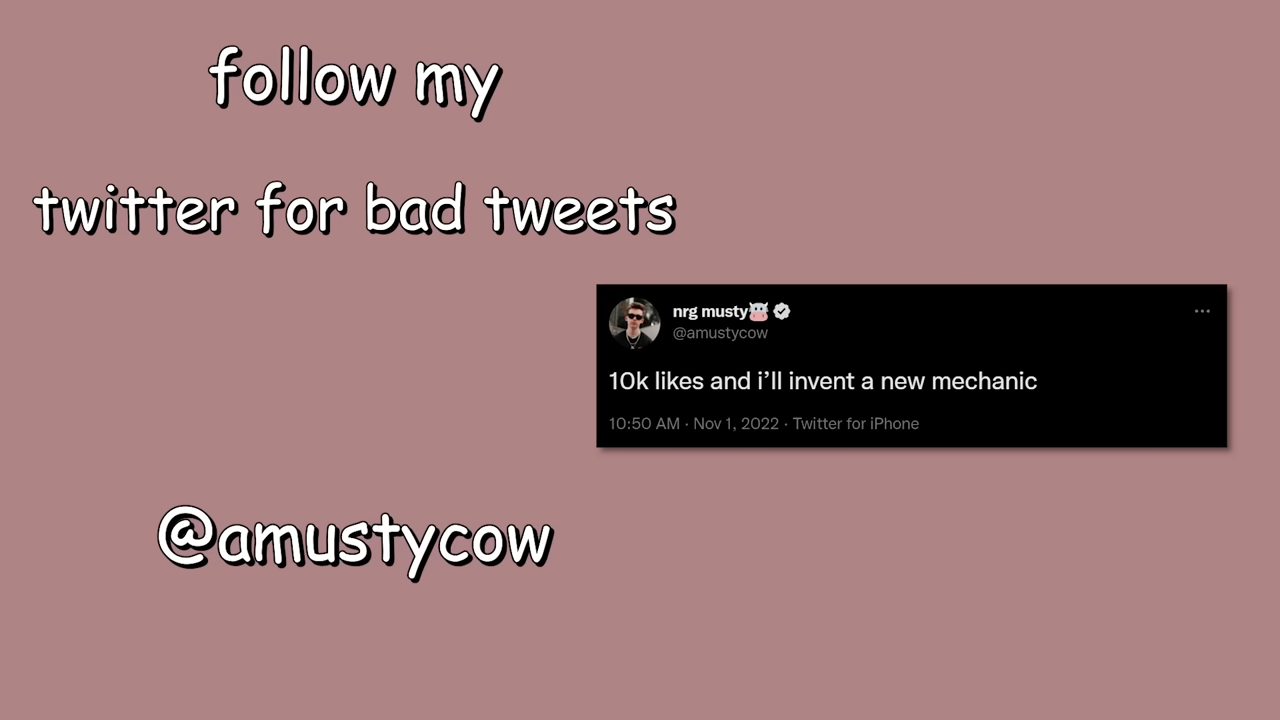 follow my
twitter for bad tweets
nrg musty🐮
@amustycow
10k likes and i’ll invent a new mechanic
10:50 AM · Nov 1, 2022 · Twitter for iPhone
@amustycow